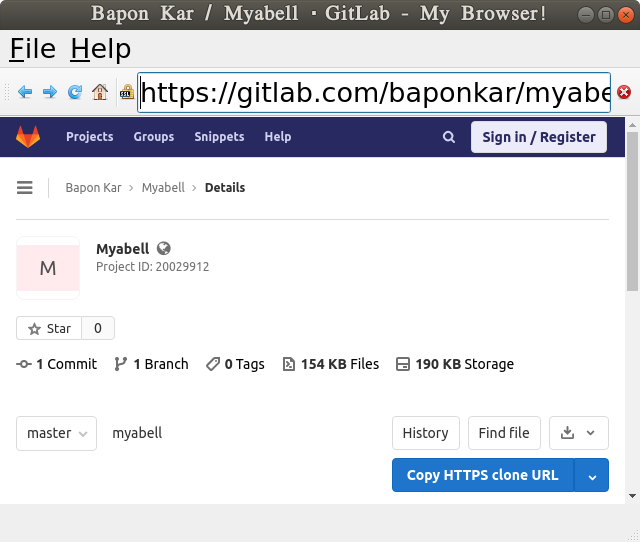 Bapon Kar / Myabell · GitLab - My Browser!
File Help
https://gitlab.com/baponkar/myabe
Projects Groups Snippets Help Sign in / Register
Bapon Kar › Myabell › Details
M
Myabell
Project ID: 20029912
Star 0
1 Commit 1 Branch 0 Tags 154 KB Files 190 KB Storage
master myabell History Find file
Copy HTTPS clone URL